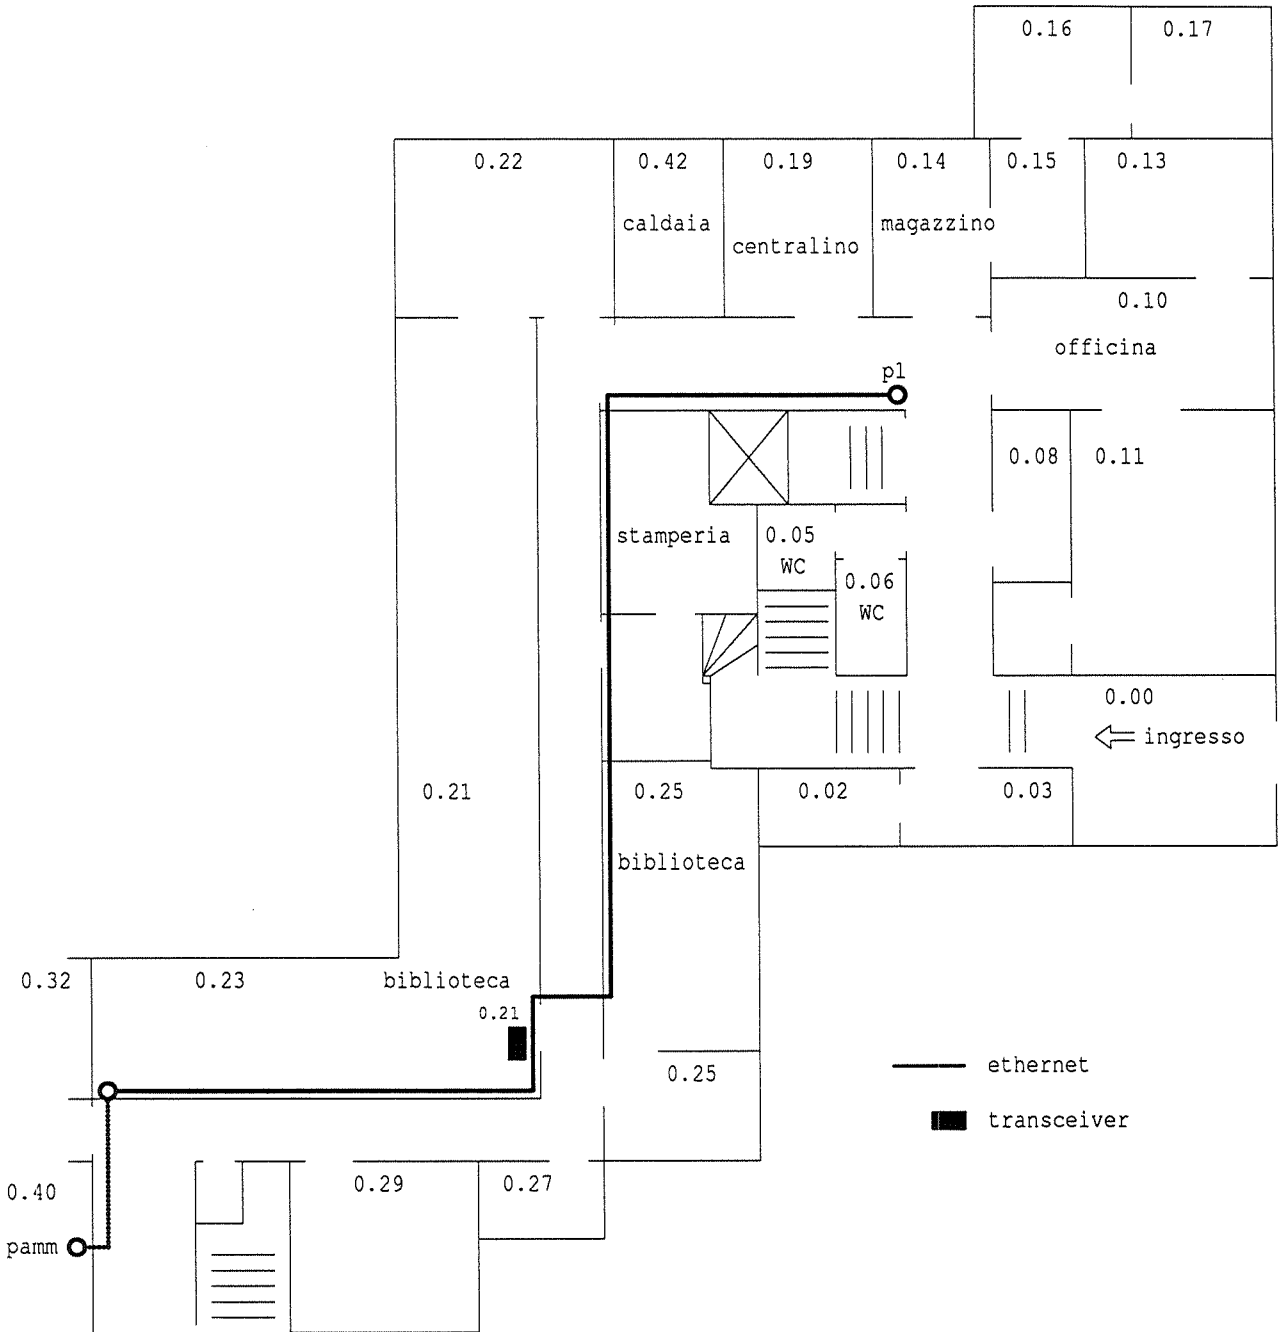 0.16 0.17
0.22 0.42 0.19 0.14 0.15 0.13
caldaia centralino magazzino
0.10
officina
p1
0.08 0.11
stamperia 0.05
WC
0.06
WC
0.00
ingresso
0.21 0.25 0.02 0.03
biblioteca
0.32 0.23 biblioteca
0.21
ethernet
0.25
transceiver
0.40 0.29 0.27
pamm